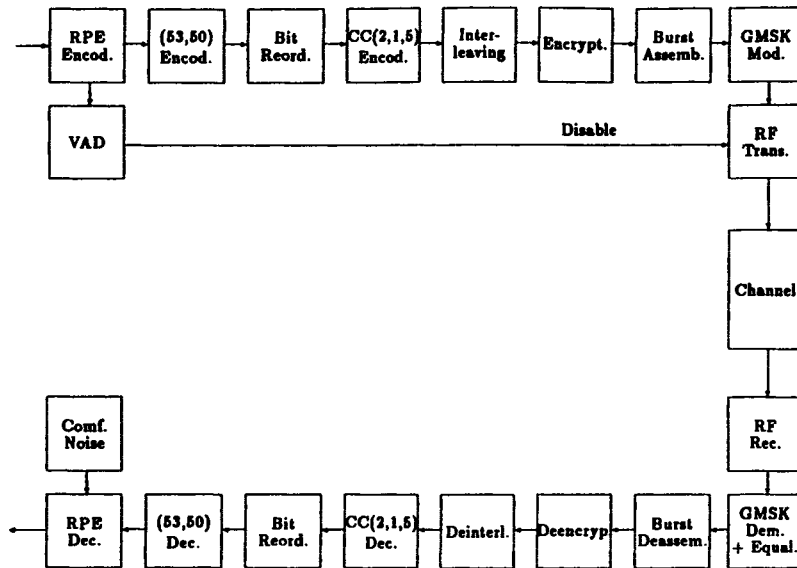 RPE
Encod.
(53,50)
Encod.
Bit
Reord.
CC(2,1,5)
Encod.
Inter-
leaving
Encrypt.
Burst
Assemb.
GMSK
Mod.
VAD
Disable
RF
Trans.
Channel
Comf.
Noise
RF
Rec.
RPE
Dec.
(53,50)
Dec.
Bit
Reord.
CC(2,1,5)
Dec.
Deinterl.
Deencryp
Burst
Deassem.
GMSK
Dem.
+ Equal.